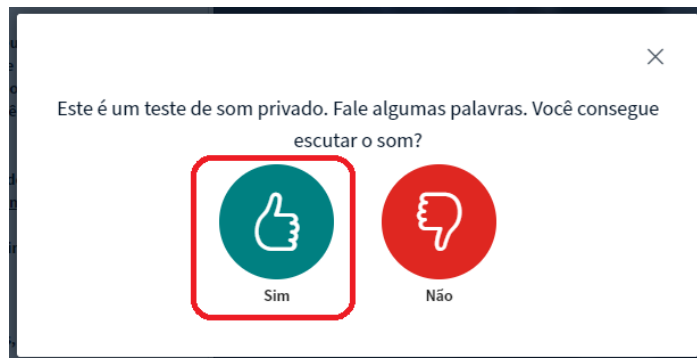 Este é um teste de som privado. Fale algumas palavras. Você consegue
escutar o som?
Sim
Não